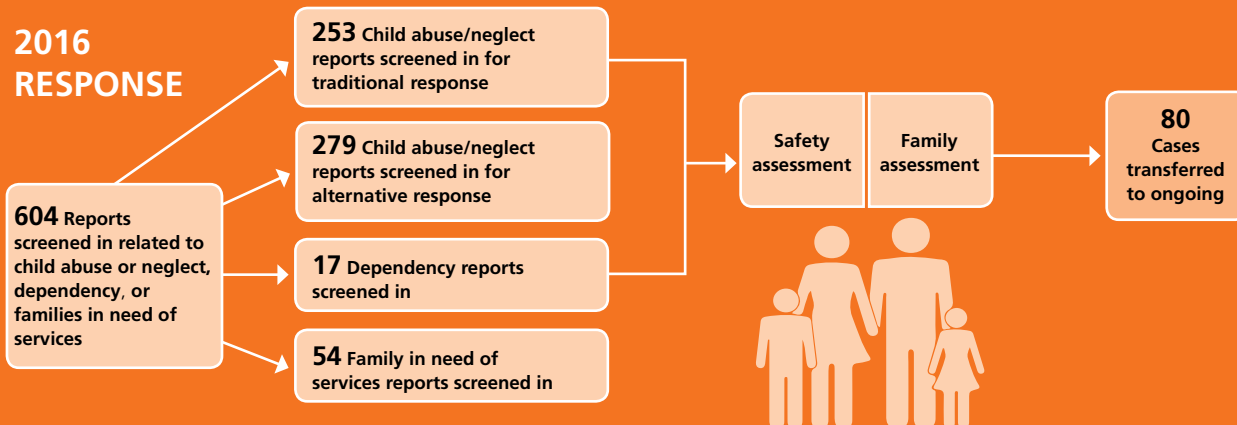 2016
RESPONSE
604 Reports
screened in related to
child abuse or neglect,
dependency, or
families in need of
services
253 Child abuse/neglect
reports screened in for
traditional response
279 Child abuse/neglect
reports screened in for
alternative response
17 Dependency reports
screened in
54 Family in need of
services reports screened in
Safety
assessment
Family
assessment
80
Cases
transferred
to ongoing